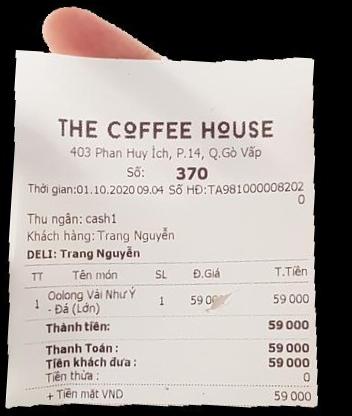 THE COFFEE HOUSE
403 Phan Huy Ích, P.14, Q.Gò Vấp
Số: 370
Thời gian:01.10.2020 09.04 Số HĐ:TA981000008202
0
Thu ngân: cash1
Khách hàng: Trang Nguyễn
DELI: Trang Nguyễn
TT Tên món SL Đ.Giá T.Tiền
1 Oolong Vải Như Ý - Đá (Lớn) 1 59 000 59 000
Thành tiền: 59 000
Thanh Toán : 59 000
Tiền khách đưa : 59 000
Tiền thừa : 0
+ Tiền mặt VND 59 000